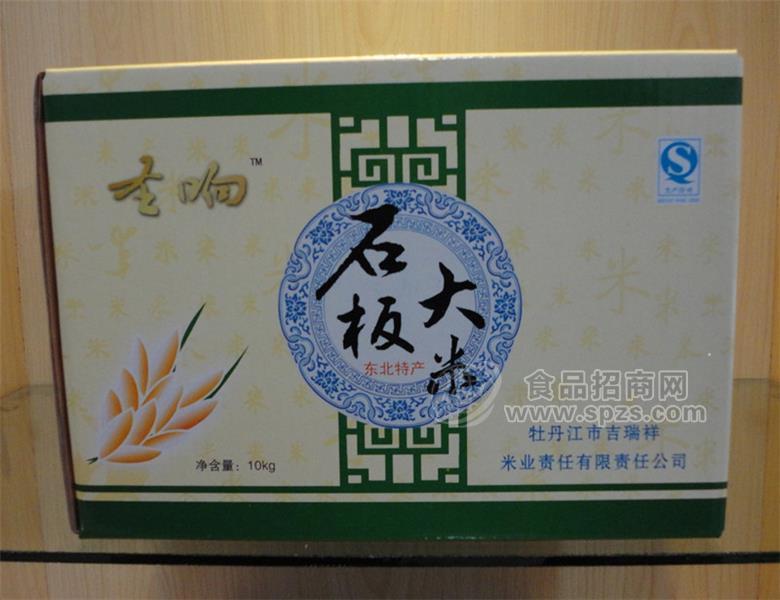 圣响™
石板
大米
东北特产
净含量：10kg
牡丹江市吉瑞祥
米业责任有限责任公司
食品招商网
www.spzs.com